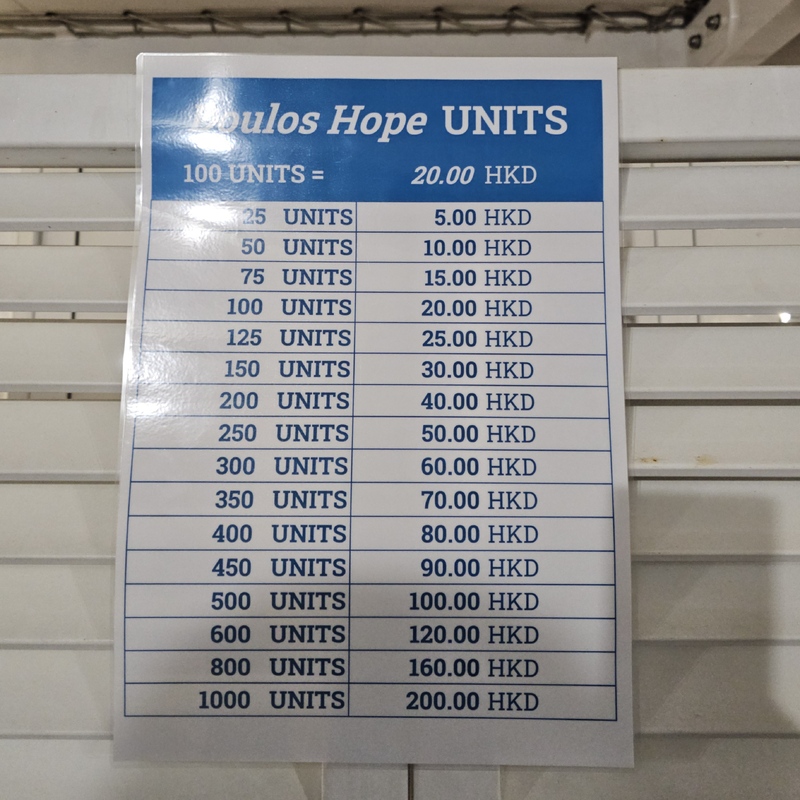 Hope UNITS
100 UNITS = 20.00 HKD
25 UNITS 5.00 HKD
50 UNITS 10.00 HKD
75 UNITS 15.00 HKD
100 UNITS 20.00 HKD
125 UNITS 25.00 HKD
150 UNITS 30.00 HKD
200 UNITS 40.00 HKD
250 UNITS 50.00 HKD
300 UNITS 60.00 HKD
350 UNITS 70.00 HKD
400 UNITS 80.00 HKD
450 UNITS 90.00 HKD
500 UNITS 100.00 HKD
600 UNITS 120.00 HKD
800 UNITS 160.00 HKD
1000 UNITS 200.00 HKD